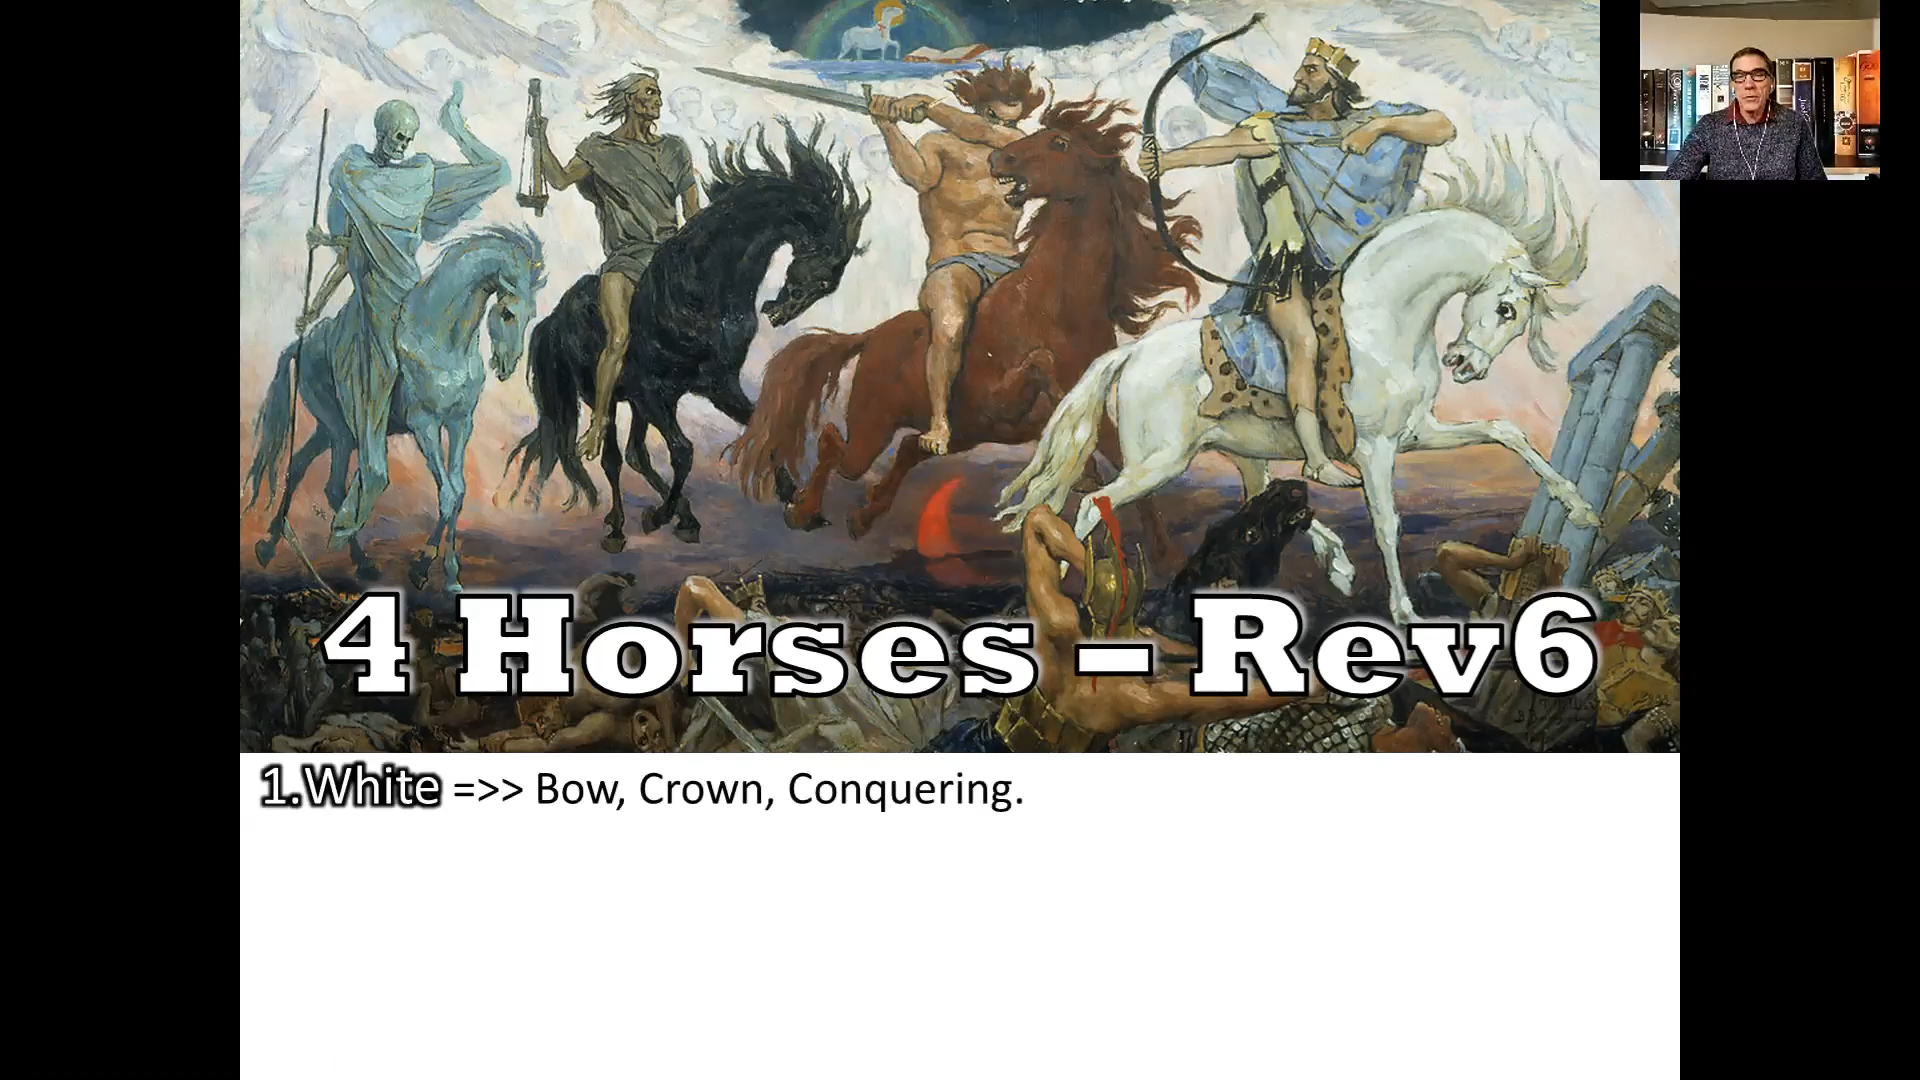 4 Horses – Rev6
1.White =>> Bow, Crown, Conquering.